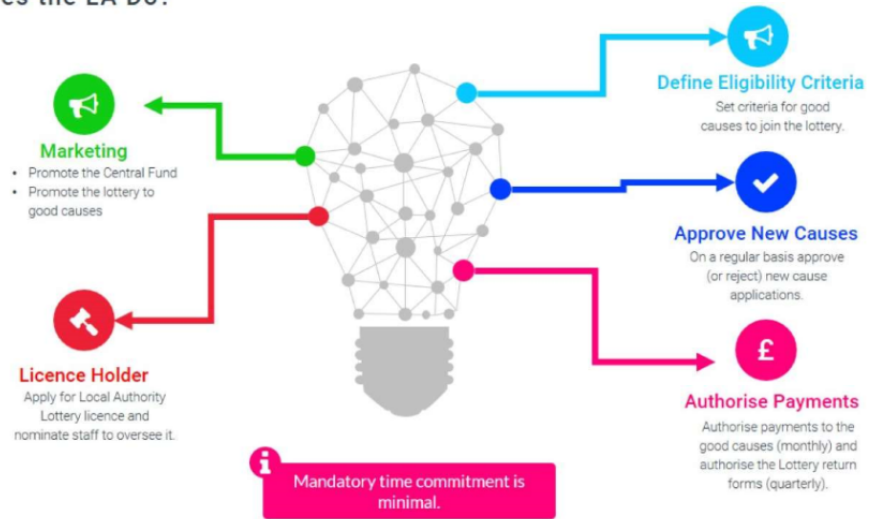 the LA DO?
Marketing
• Promote the Central Fund
• Promote the lottery to
good causes
Licence Holder
Apply for Local Authority
Lottery licence and
nominate staff to oversee it.
Define Eligibility Criteria
Set criteria for good
causes to join the lottery.
Approve New Causes
On a regular basis approve
(or reject) new cause
applications.
£
Authorise Payments
Authorise payments to the
good causes (monthly) and
authorise the Lottery return
forms (quarterly).
i
Mandatory time commitment is
minimal.